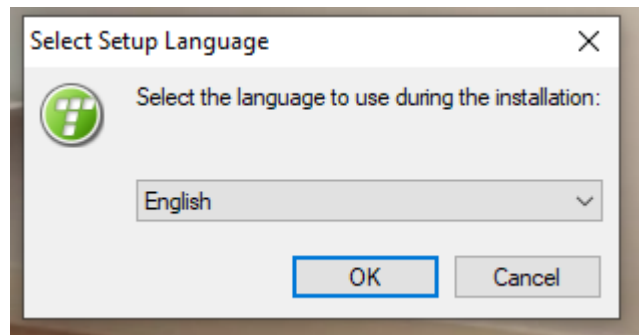 Select Setup Language
Select the language to use during the installation:
English
OK Cancel